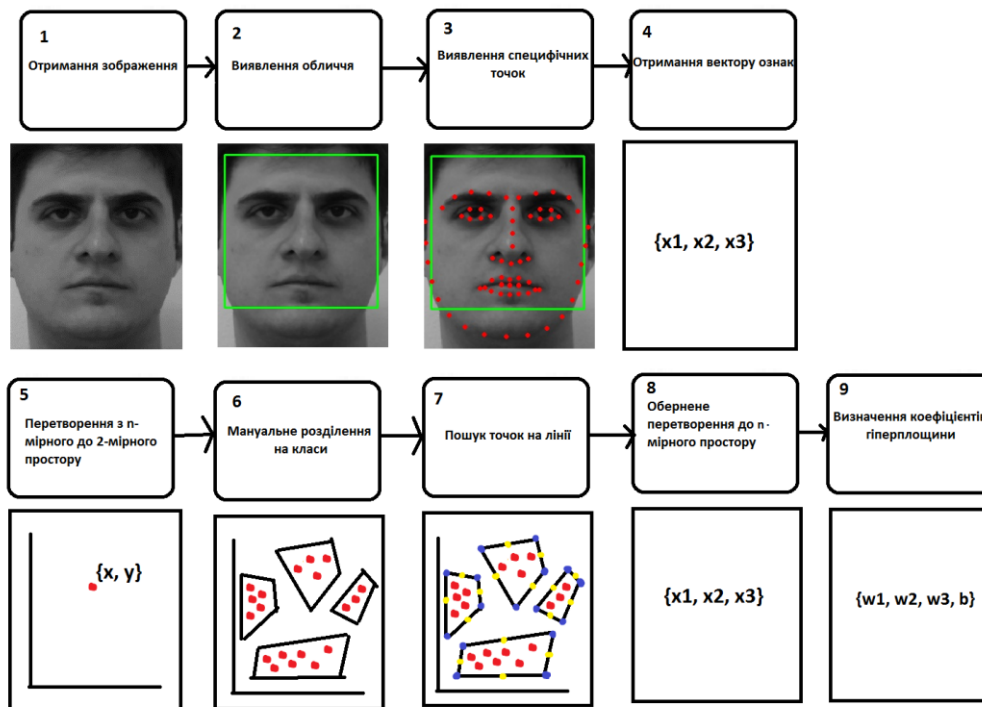 1
Отримання зображення
2
Виявлення обличчя
3
Виявлення специфічних
точок
4
Отримання вектору ознак
{x1, x2, x3}
5
Перетворення з n-
мірного до 2-мірного
простору
6
Мануальне розділення
на класи
7
Пошук точок на лінії
8
Обернене
перетворення до n-
мірного простору
9
Визначення коефіцієнтів
гіперплощини
{x, y}
{x1, x2, x3}
{w1, w2, w3, b}